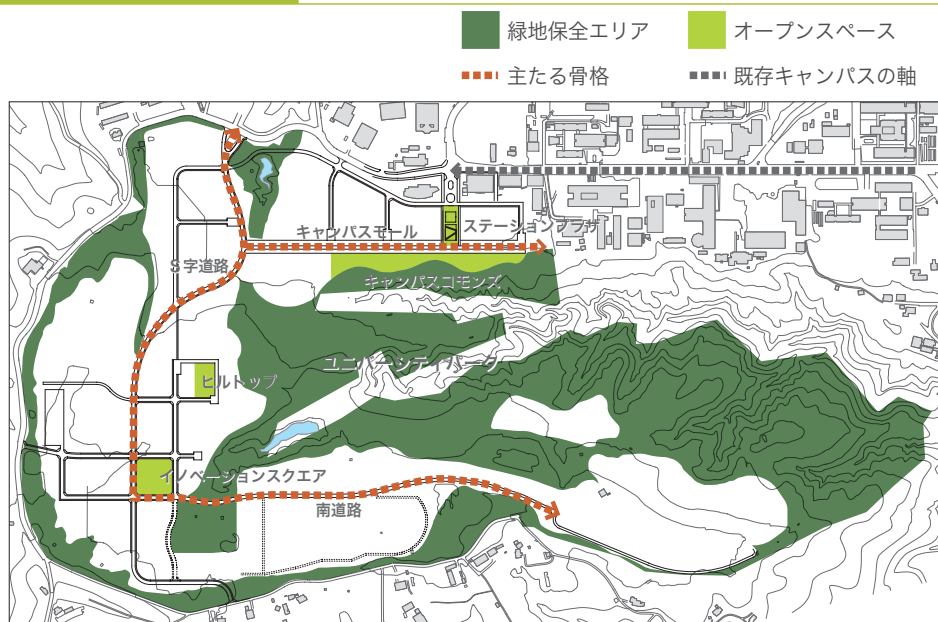 緑地保全エリア
オープンスペース
主たる骨格
既存キャンパスの軸
キャンパスモール
ステーションプラザ
S字道路
キャンパスコモンズ
ユニバーシティパーク
ヒルトップ
イノベーションスクエア
南道路